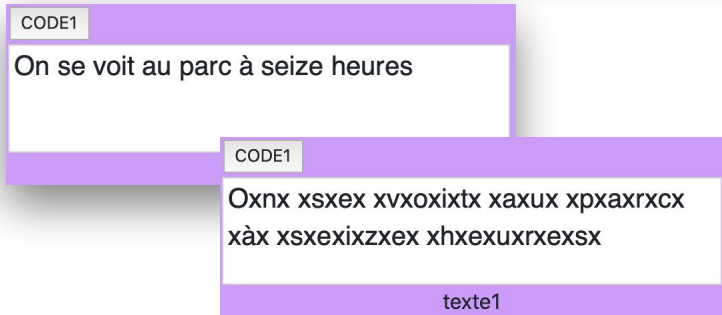 CODE1
On se voit au parc à seize heures
CODE1
Oxnx xsxex xvxoxixtx xaxux xpxaxrxcx
xàx xsxexixzxex xhxexuxrxexsx
texte1